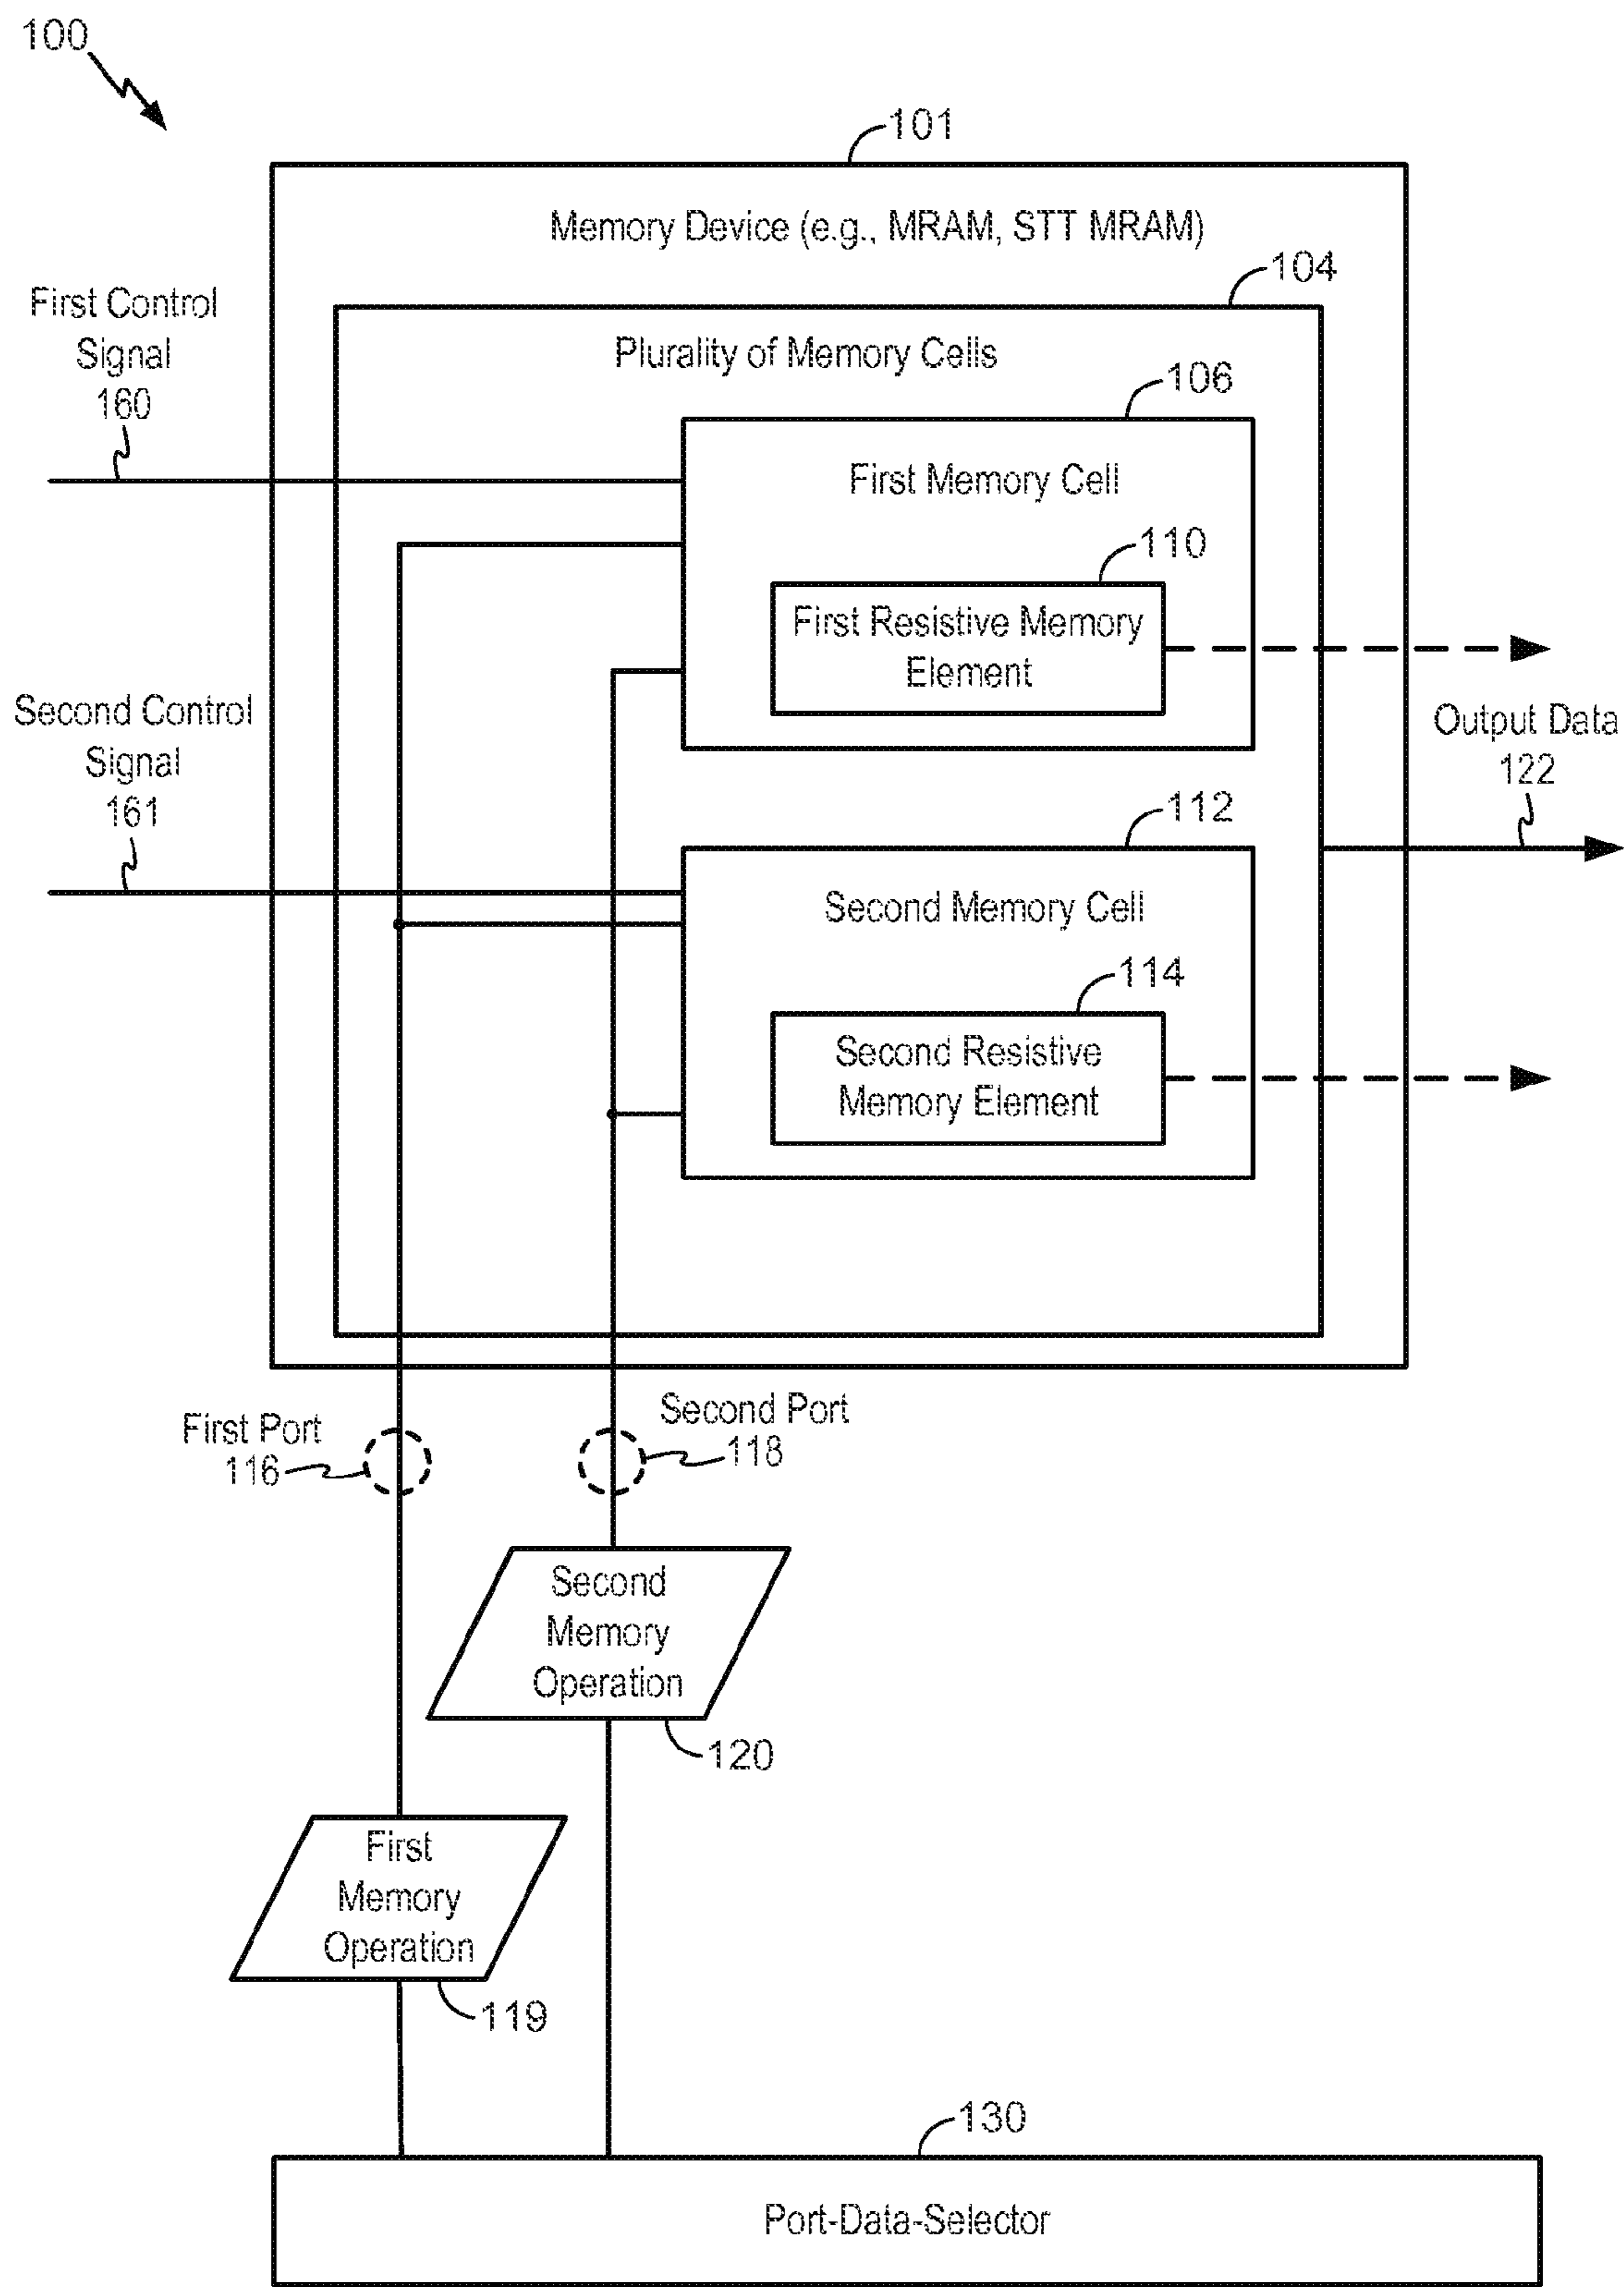 100
101
Memory Device (e.g., MRAM, STT MRAM)
104
First Control
Signal
160
Plurality of Memory Cells
106
First Memory Cell
110
First Resistive Memory
Element
Second Control
Signal
161
Output Data
122
112
Second Memory Cell
114
Second Resistive
Memory Element
First Port
116
Second Port
118
Second
Memory
Operation
120
First
Memory
Operation
119
130
Port-Data-Selector